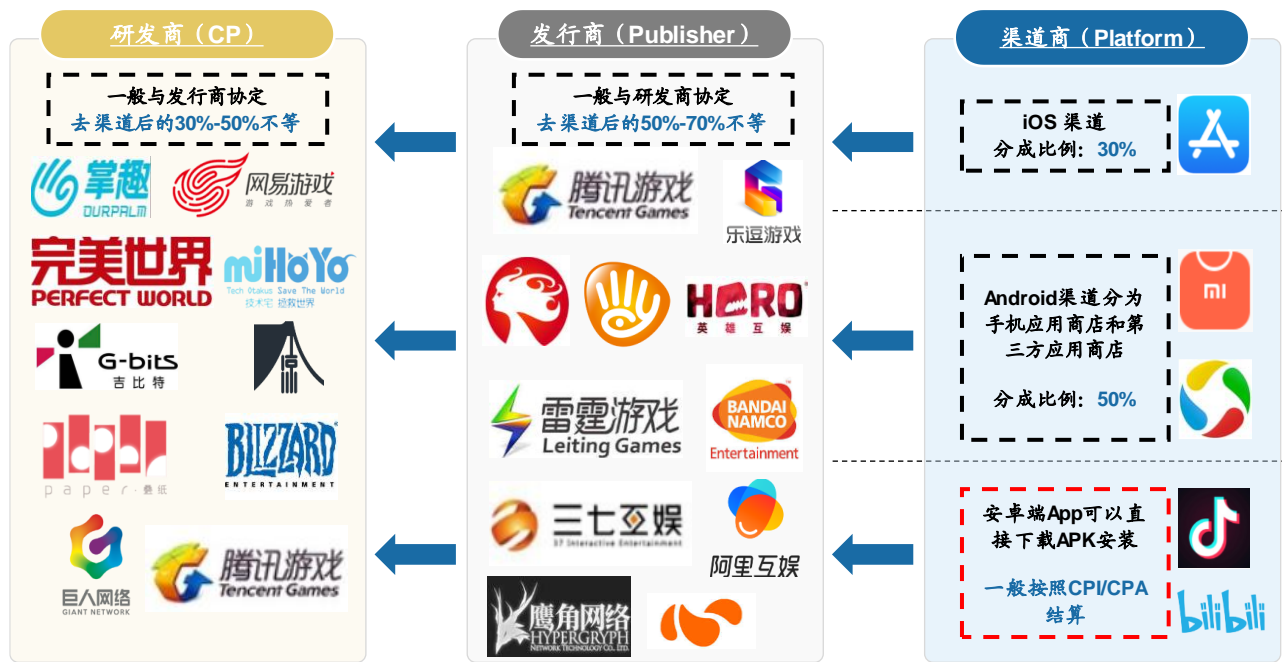 研发商（CP）
一般与发行商协定
去渠道后的30%-50%不等
掌趣
OURPALM
网易游戏
游戏热爱者
完美世界
PERFECT WORLD
miHoYo
Tech Otakus Save The World
技术宅 拯救世界
G-bits
吉比特
paper·叠纸
BLIZZARD
ENTERTAINMENT
巨人网络
GIANT NETWORK
腾讯游戏
Tencent Games
发行商（Publisher）
一般与研发商协定
去渠道后的50%-70%不等
腾讯游戏
Tencent Games
乐逗游戏
HERO
英雄互娱
雷霆游戏
Leiting Games
BANDAI
NAMCO
Entertainment
三七互娱
37 Interactive Entertainment
阿里互娱
鹰角网络
HYPERGRYPH
NETWORK TECHNOLOGY CO., LTD.
渠道商（Platform）
iOS 渠道
分成比例：30%
Android渠道分为
手机应用商店和第
三方应用商店
分成比例：50%
MI
安卓端App可以直
接下载APK安装
一般按照CPI/CPA
结算
bilibili